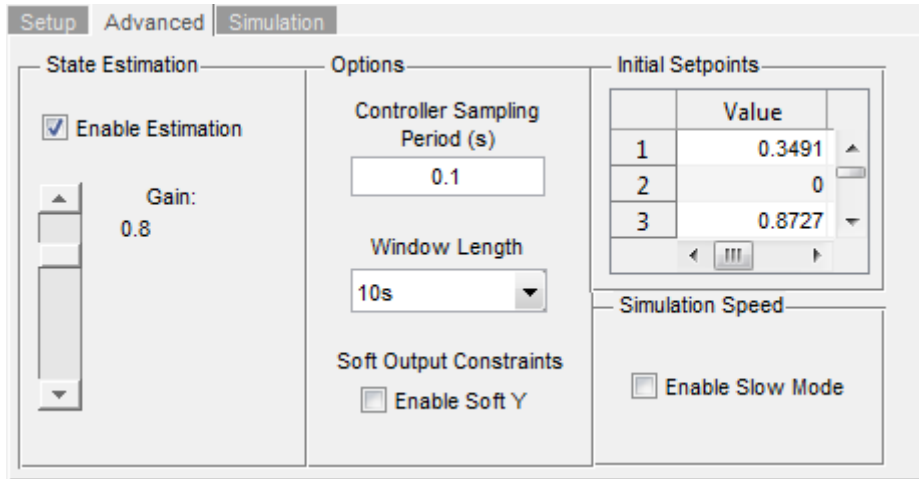 Setup Advanced Simulation
State Estimation
Enable Estimation
Gain:
0.8
Options
Controller Sampling
Period (s)
0.1
Window Length
10s
Soft Output Constraints
Enable Soft Y
Initial Setpoints
Value
1 0.3491
2 0
3 0.8727
Simulation Speed
Enable Slow Mode